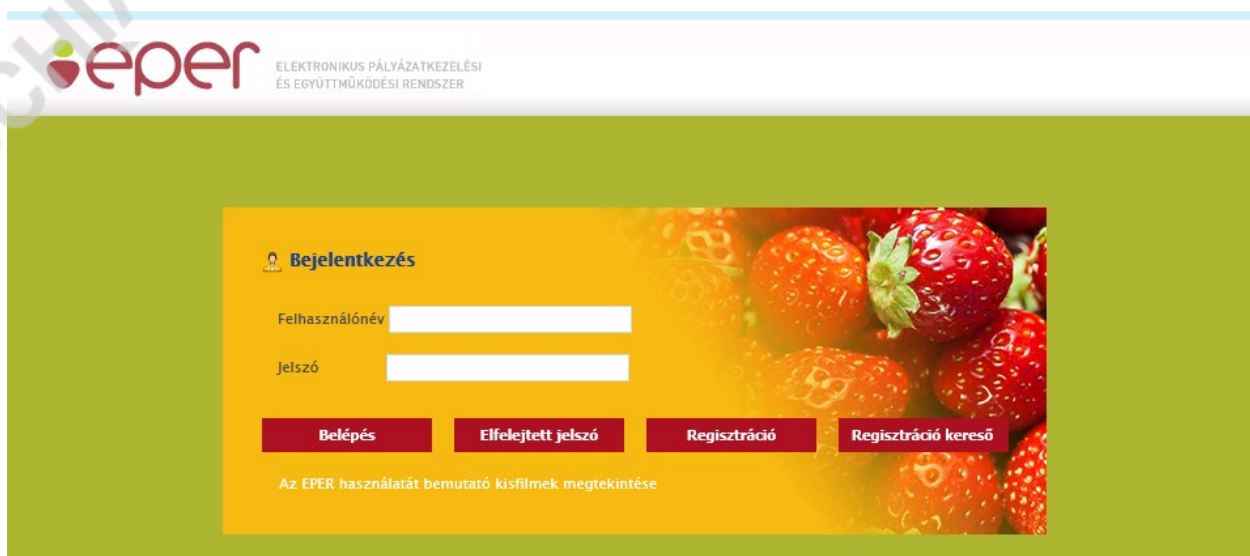 eper
ELEKTRONIKUS PÁLYÁZATKEZELÉSI
ÉS EGYÜTTMŰKÖDÉSI RENDSZER
Bejelentkezés
Felhasználónév
Jelszó
Belépés Elfelejtett jelszó Regisztráció Regisztráció kereső
Az EPER használatát bemutató kisfilmek megtekintése